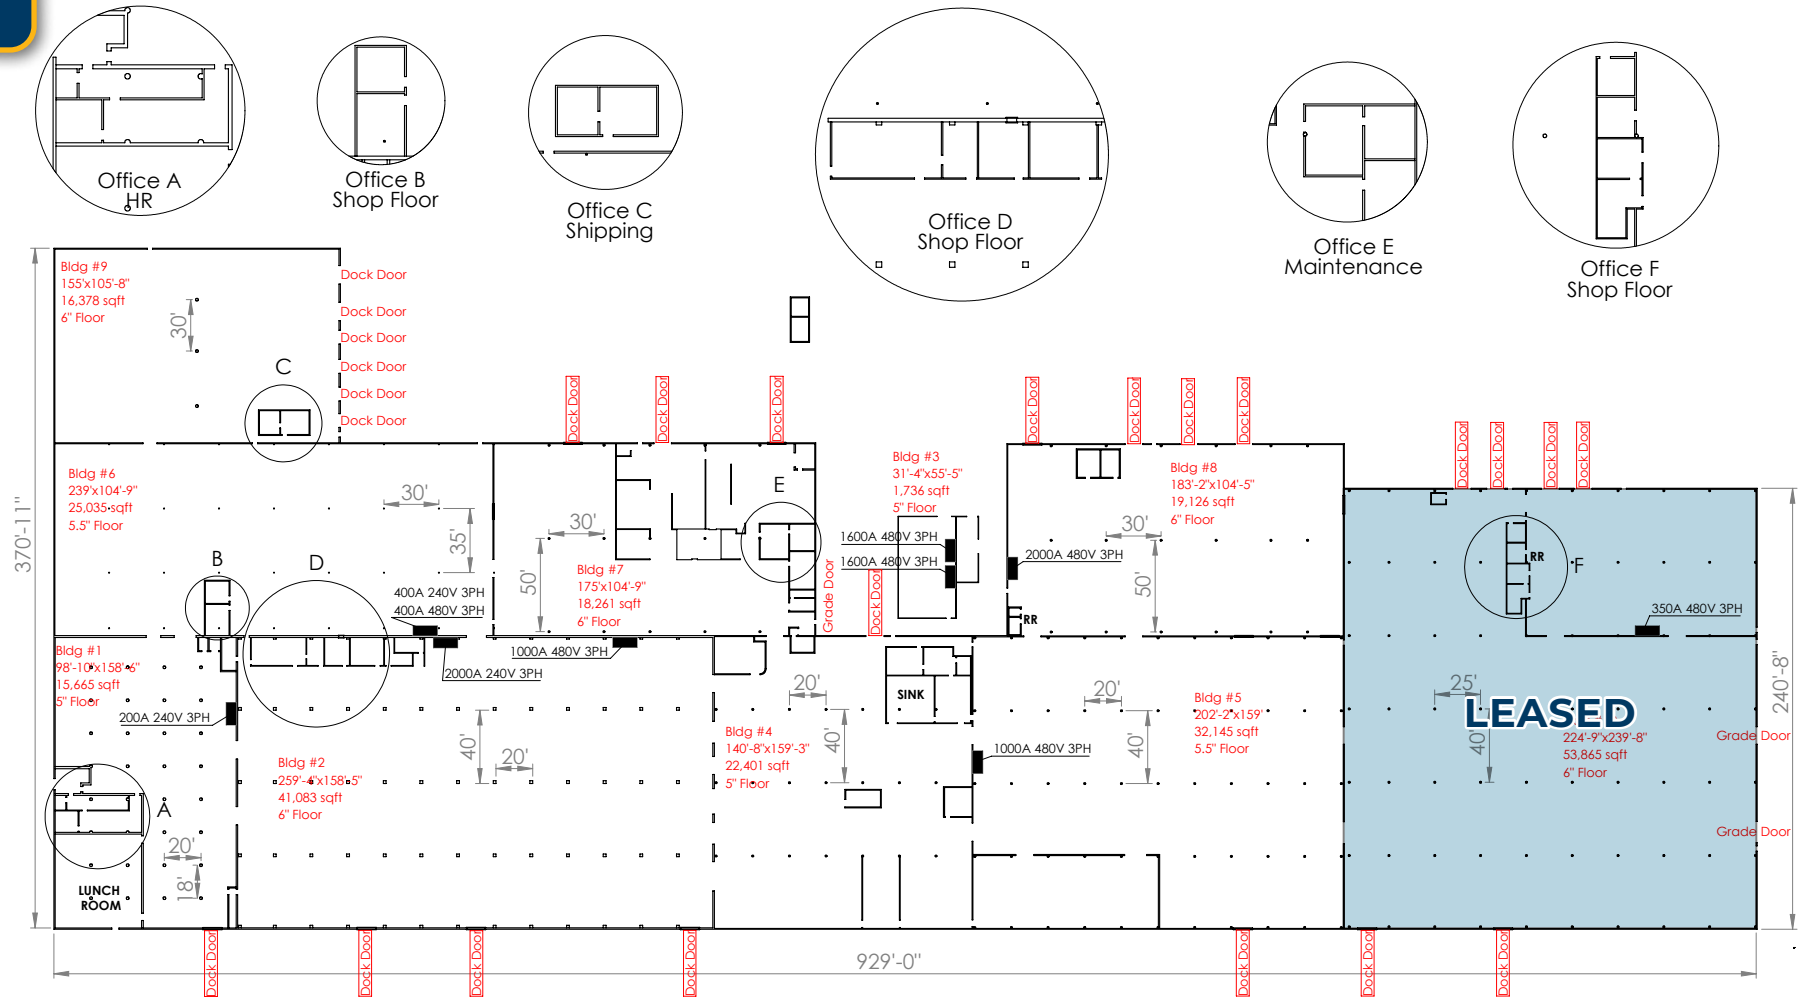 Office A
HR
Office B
Shop Floor
Office C
Shipping
Office D
Shop Floor
Office E
Maintenance
Office F
Shop Floor
Bldg #9
155'x105'-8"
16,378 sqft
6" Floor
30'
Dock Door
Dock Door
Dock Door
Dock Door
Dock Door
Dock Door
C
370'-11"
Dock Door
Dock Door
Dock Door
Dock Door
Dock Door
Dock Door
Dock Door
Dock Door
Dock Door
Dock Door
Dock Door
Bldg #6
239'x104'-9"
25,035 sqft
5.5" Floor
30'
35'
B
D
400A 240V 3PH
400A 480V 3PH
30'
50'
Bldg #7
175'x104'-9"
18,261 sqft
6" Floor
E
Grade Door
Dock Door
Bldg #3
31'-4"x55'-5"
1,736 sqft
5" Floor
1600A 480V 3PH
1600A 480V 3PH
2000A 480V 3PH
Bldg #8
183'-2"x104'-5"
19,126 sqft
6" Floor
30'
50'
RR
RR
F
350A 480V 3PH
240'-8"
Bldg #1
98'-10"x158'-6"
15,665 sqft
5" Floor
200A 240V 3PH
2000A 240V 3PH
1000A 480V 3PH
A
20'
18'
LUNCH
ROOM
Bldg #2
259'-4"x158'-5"
41,083 sqft
6" Floor
40'
20'
Bldg #4
140'-8"x159'-3"
22,401 sqft
5" Floor
20'
40'
SINK
1000A 480V 3PH
20'
40'
Bldg #5
202'-2"x159'
32,145 sqft
5.5" Floor
25'
40'
LEASED
224'-9"x239'-8"
53,865 sqft
6" Floor
Grade Door
Grade Door
Dock Door
Dock Door
Dock Door
Dock Door
Dock Door
Dock Door
Dock Door
929'-0"